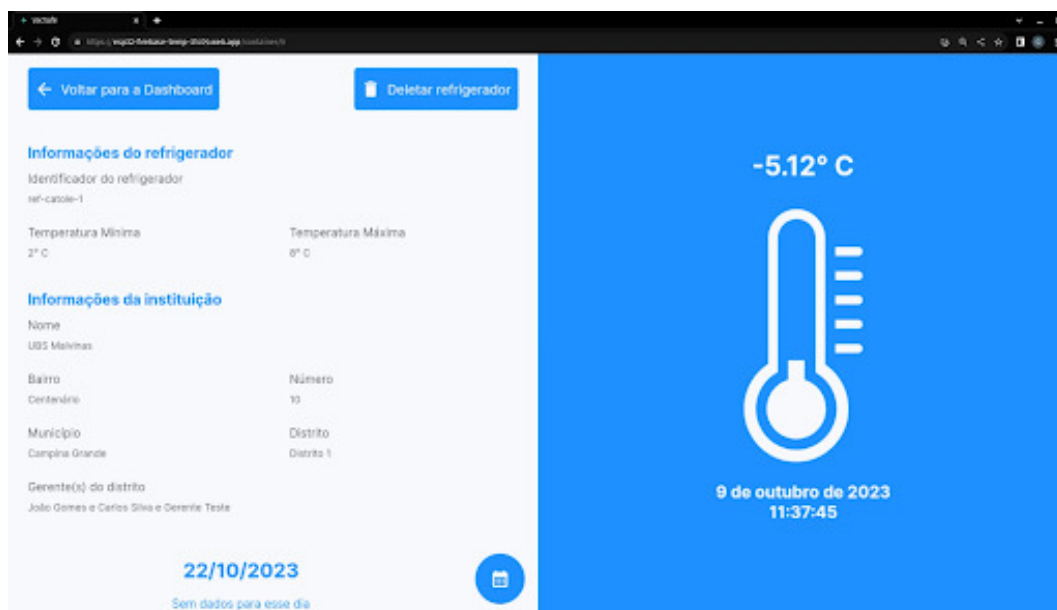 Voltar para a Dashboard
Deletar refrigerador
Informações do refrigerador
Identificador do refrigerador
ref-catole-1
Temperatura Mínima
Temperatura Máxima
2° C
8° C
Informações da instituição
Nome
UBS Malvinas
Bairro
Número
Centenário
10
Município
Distrito
Campina Grande
Distrito 1
Gerente(s) do distrito
João Gomes e Carlos Silva e Gerente Teste
22/10/2023
Sem dados para esse dia
-5.12° C
9 de outubro de 2023
11:37:45